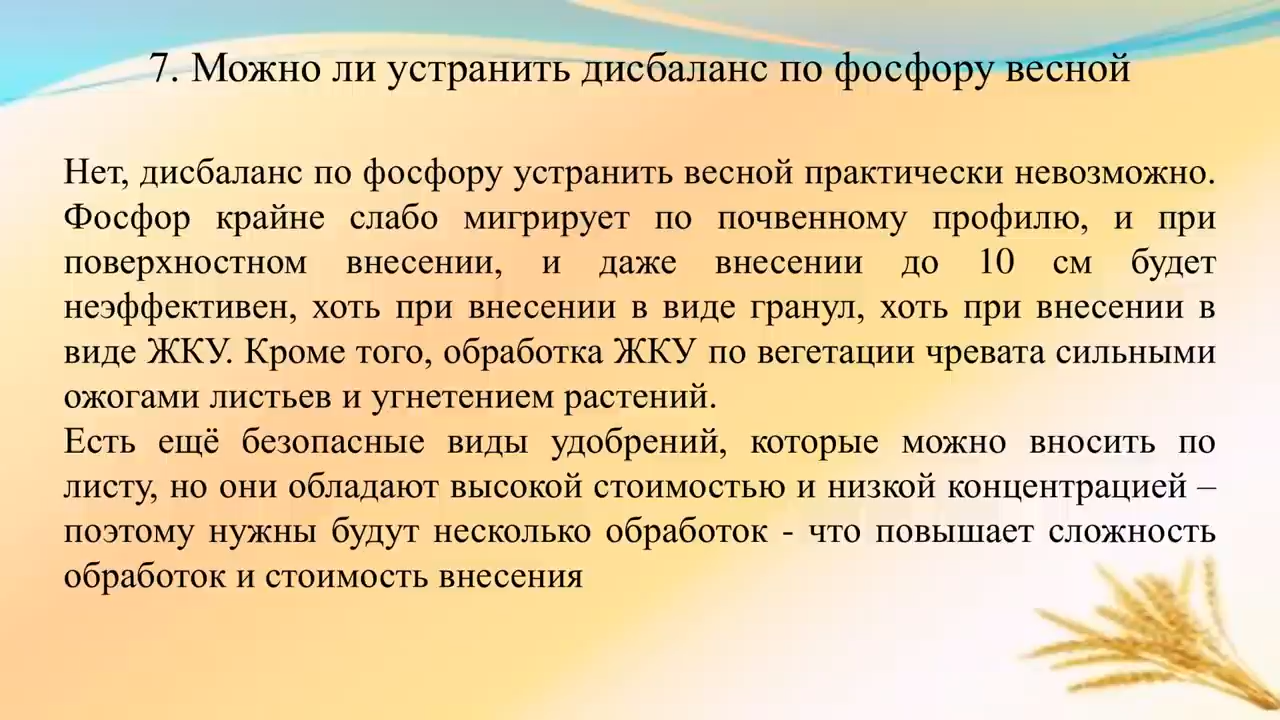 7. Можно ли устранить дисбаланс по фосфору весной
Нет, дисбаланс по фосфору устранить весной практически невозможно.
Фосфор крайне слабо мигрирует по почвенному профилю, и при
поверхностном внесении, и даже внесении до 10 см будет
неэффективен, хоть при внесении в виде гранул, хоть при внесении в
виде ЖКУ. Кроме того, обработка ЖКУ по вегетации чревата сильными
ожогами листьев и угнетением растений.
Есть ещё безопасные виды удобрений, которые можно вносить по
листу, но они обладают высокой стоимостью и низкой концентрацией –
поэтому нужны будут несколько обработок - что повышает сложность
обработок и стоимость внесения